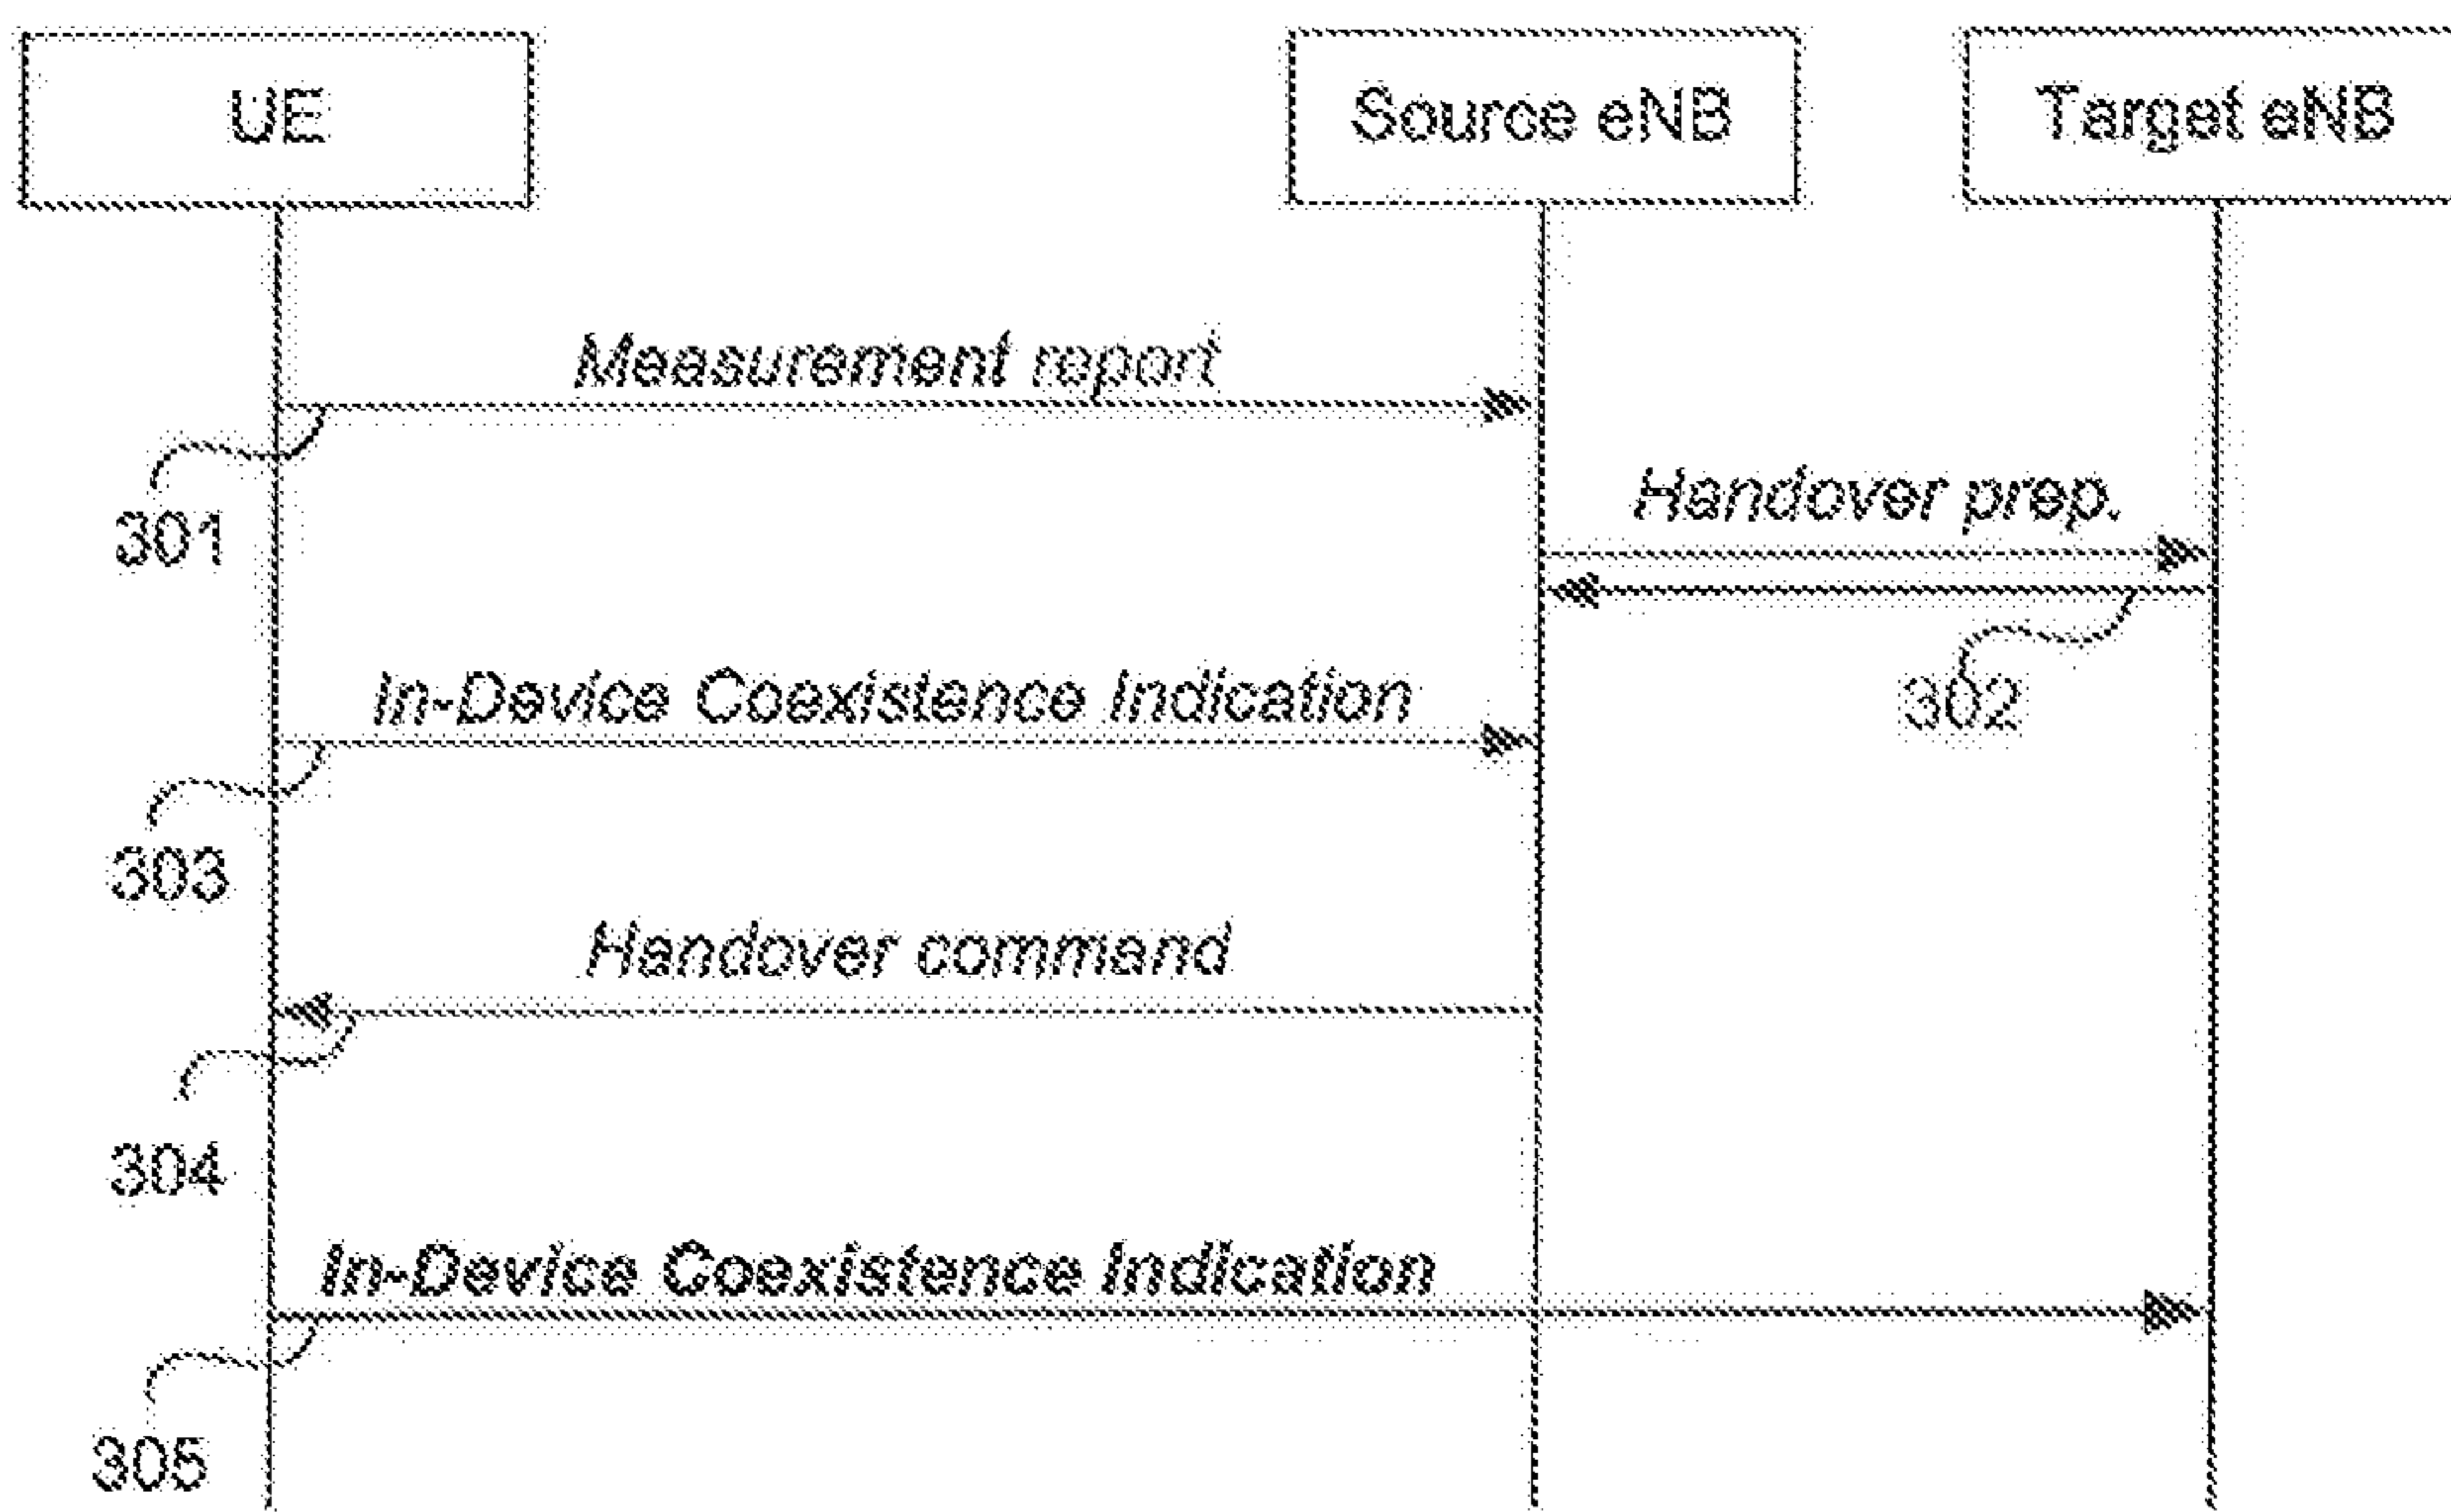 UE
Source eNB
Target eNB
Measurement report
301
Handover prep.
302
In-Device Coexistence Indication
303
Handover command
304
In-Device Coexistence Indication
305